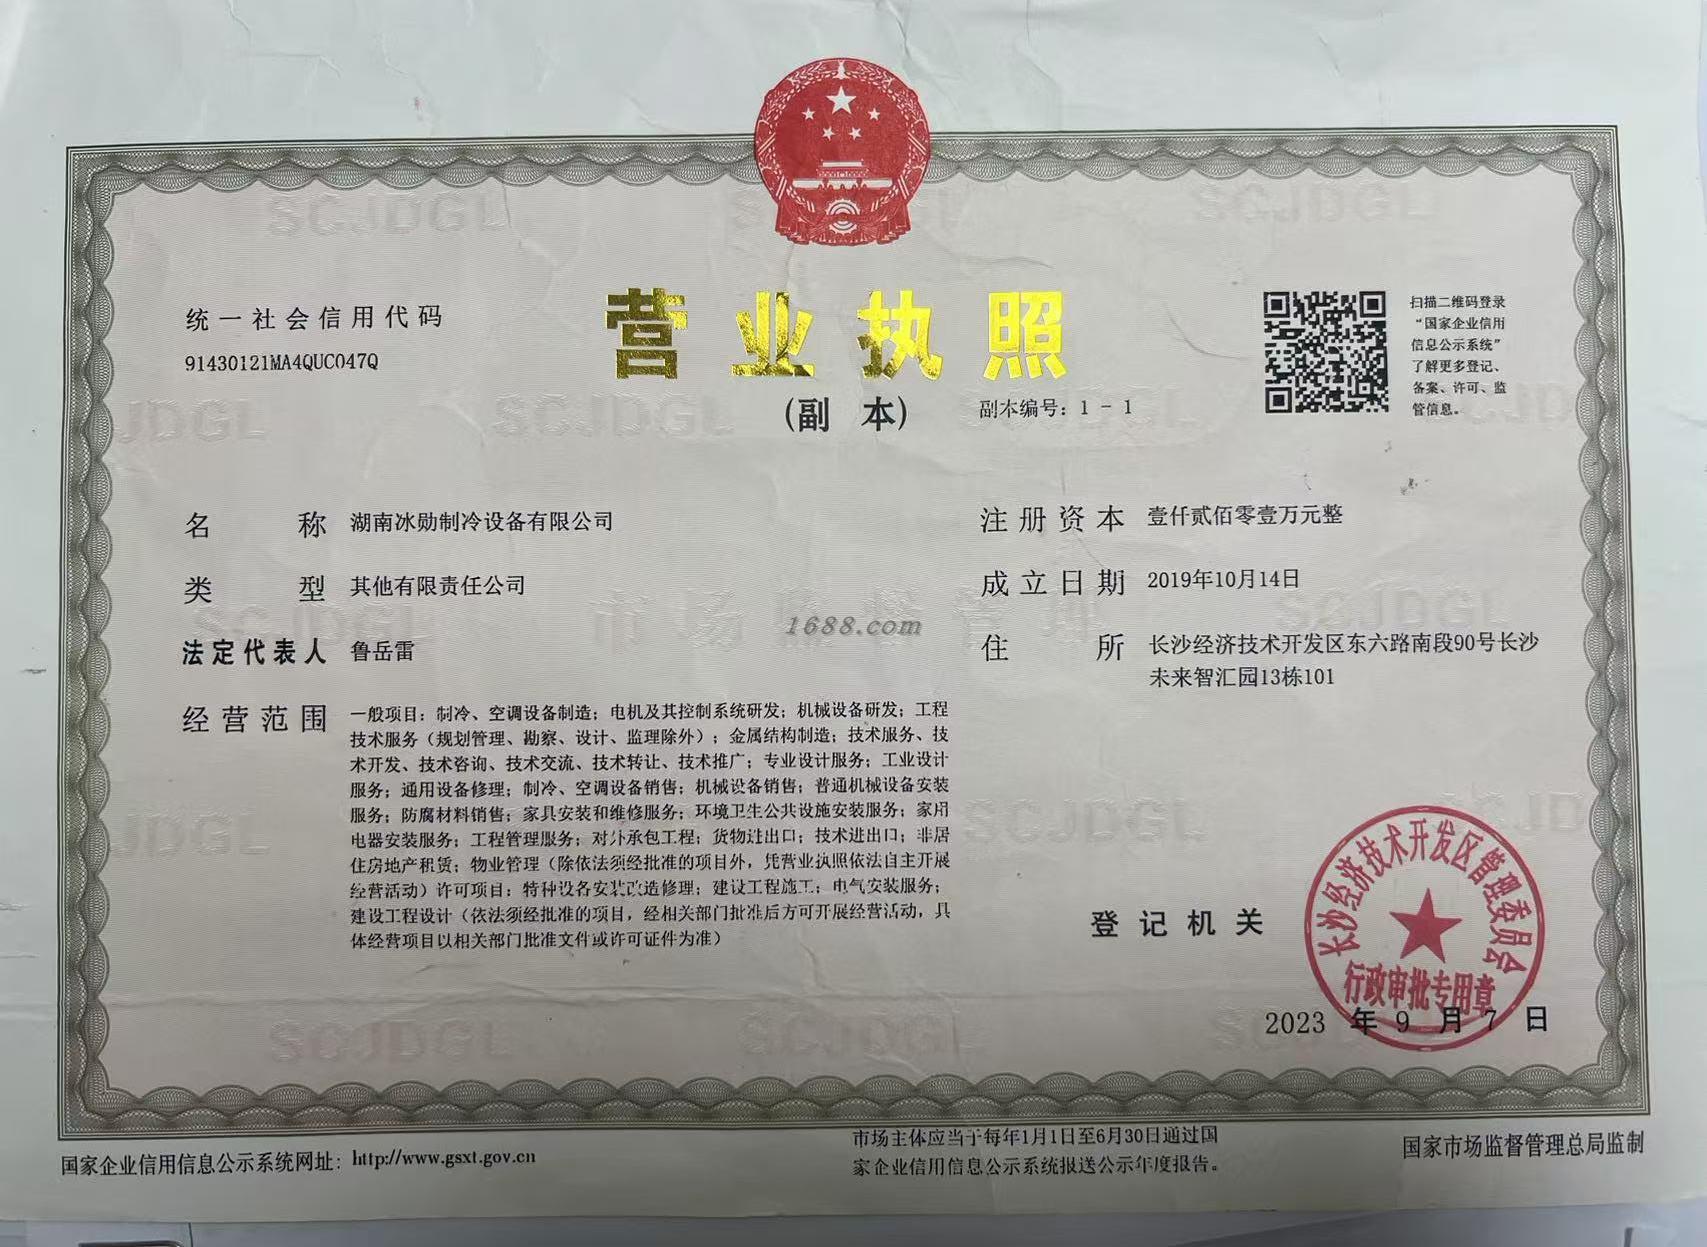 统一社会信用代码
91430121MA4QUC047Q
营业执照
(副 本)
副本编号：1-1
扫描二维码登录
“国家企业信用
信息公示系统”
了解更多登记、
备案、许可、监
管信息。
名 称 湖南冰勋制冷设备有限公司
类 型 其他有限责任公司
法定代表人 鲁岳雷
经营范围 一般项目：制冷、空调设备制造；电机及其控制系统研发；机械设备研发；工程
技术服务（规划管理、勘察、设计、监理除外）；金属结构制造；技术服务、技
术开发、技术咨询、技术交流、技术转让、技术推广；专业设计服务；工业设计
服务；通用设备修理；制冷、空调设备销售；机械设备销售；普通机械设备安装
服务；防腐材料销售；家具安装和维修服务；环境卫生公共设施安装服务；家用
电器安装服务；工程管理服务；对外承包工程；货物进出口；技术进出口；非居
住房地产租赁；物业管理（除依法须经批准的项目外，凭营业执照依法自主开展
经营活动）许可项目：特种设备安装改造修理；建设工程施工；电气安装服务；
建设工程设计（依法须经批准的项目，经相关部门批准后方可开展经营活动，具
体经营项目以相关部门批准文件或许可证件为准）
注册资本 壹仟贰佰零壹万元整
成立日期 2019年10月14日
住 所 长沙经济技术开发区东六路南段90号长沙
未来智汇园13栋101
1688.com
登记机关
长沙经济技术开发区管理委员会
行政审批专用章
2023 年 9 月 7 日
国家企业信用信息公示系统网址：http://www.gsxt.gov.cn
市场主体应当于每年1月1日至6月30日通过国
家企业信用信息公示系统报送公示年度报告。
国家市场监督管理总局监制
SCJDGL